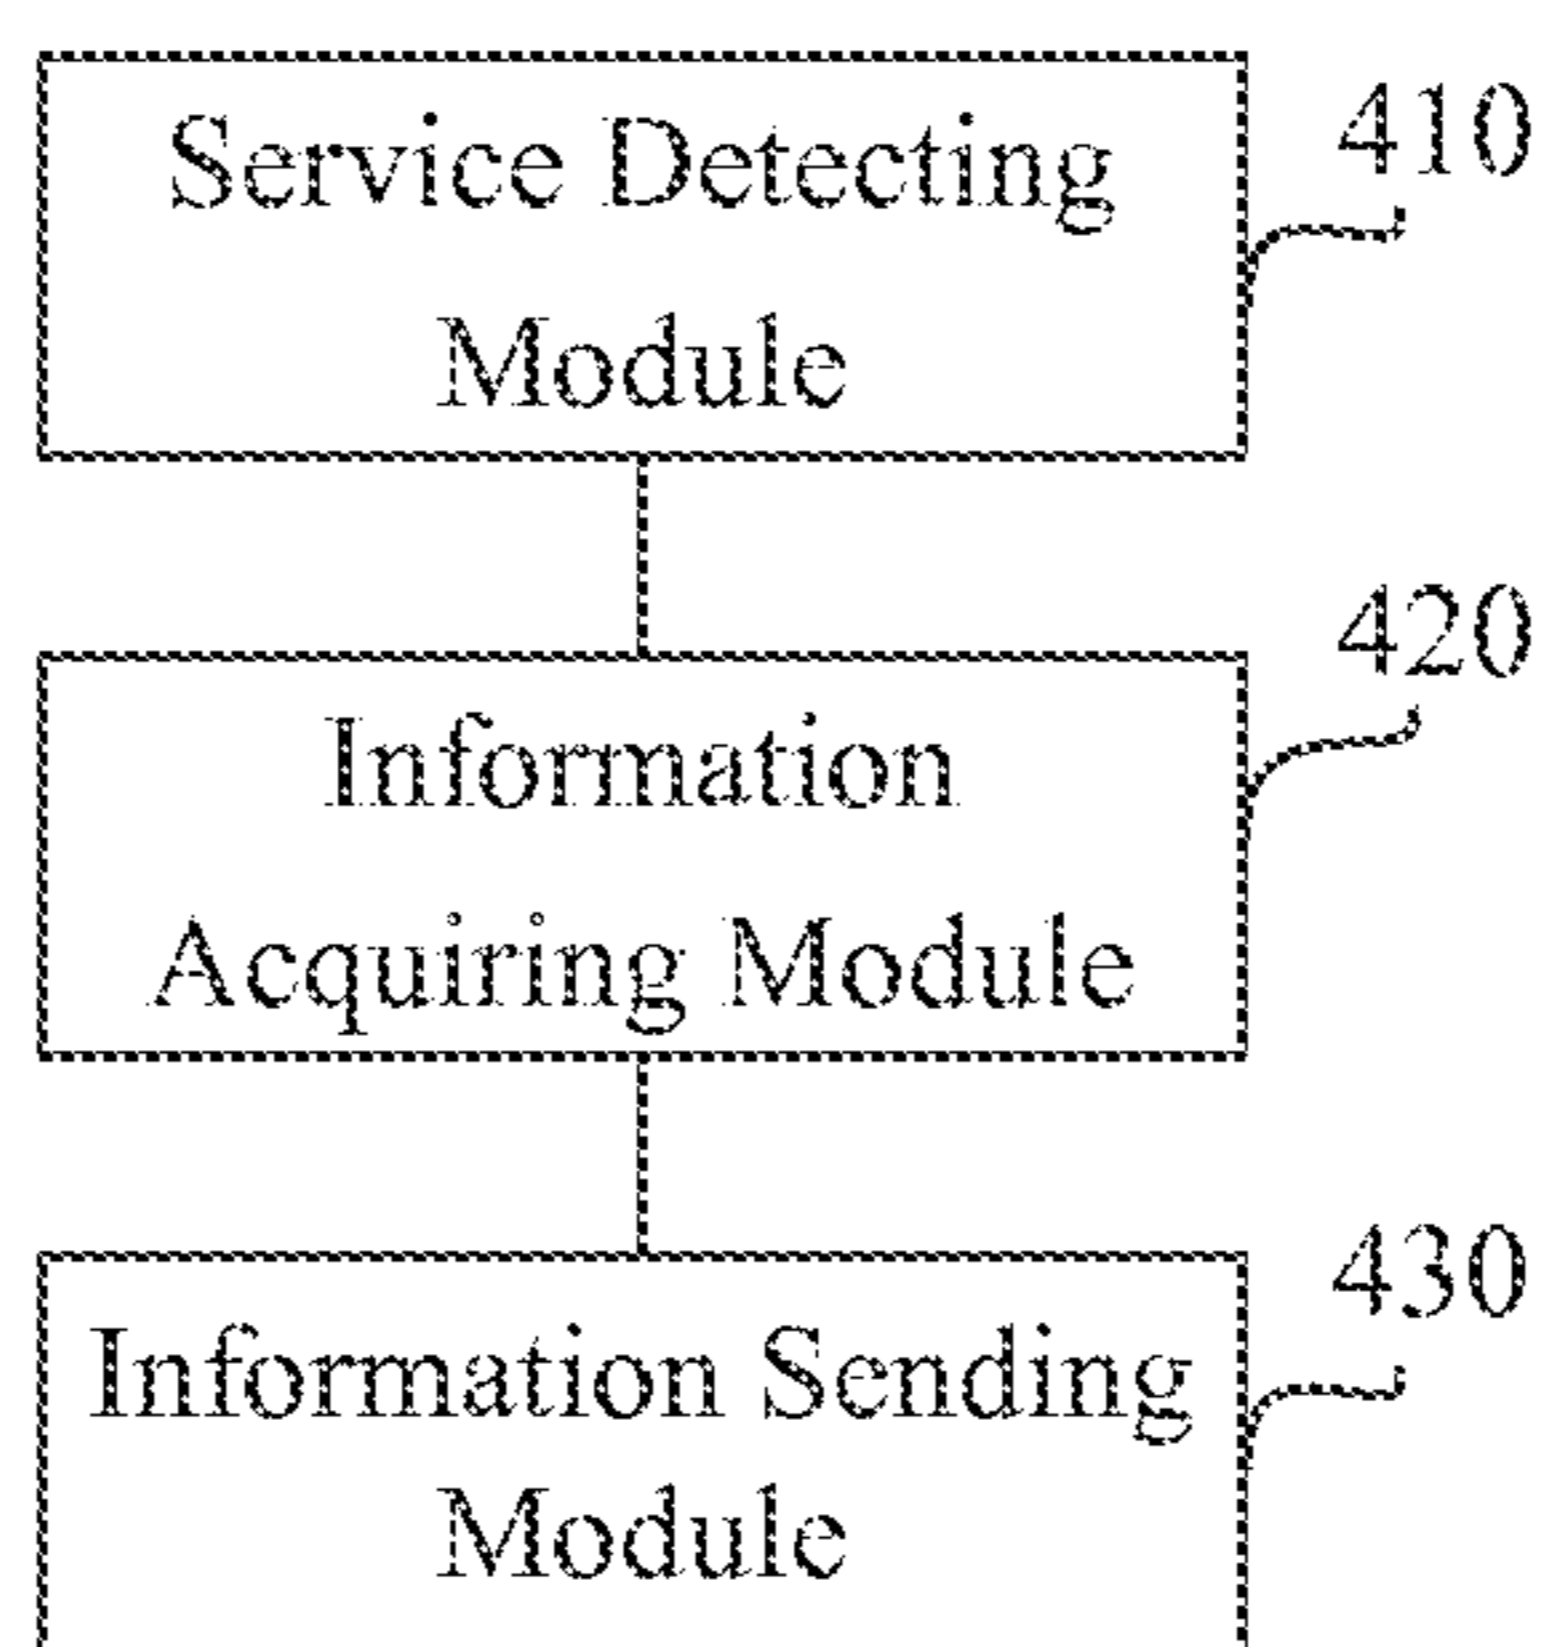 410
Service Detecting
Module
420
Information
Acquiring Module
430
Information Sending
Module